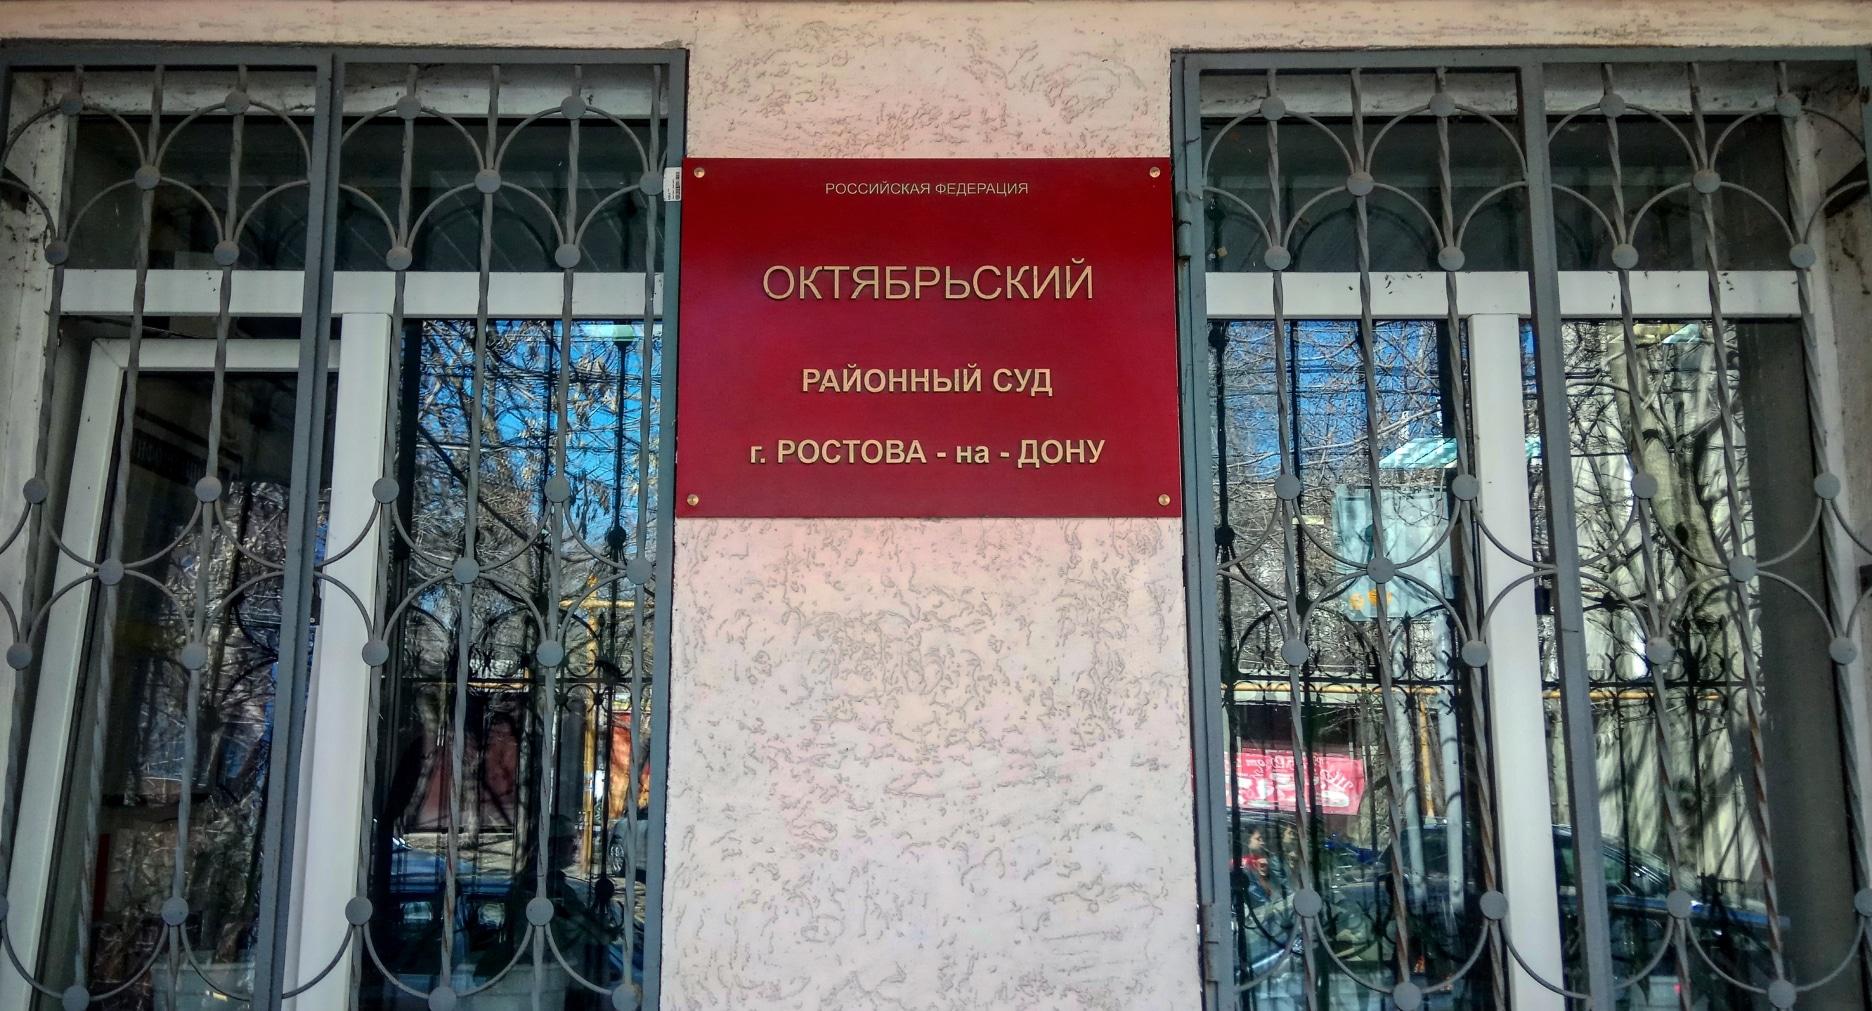 РОССИЙСКАЯ ФЕДЕРАЦИЯ
ОКТЯБРЬСКИЙ
РАЙОННЫЙ СУД
г. РОСТОВА - на - ДОНУ